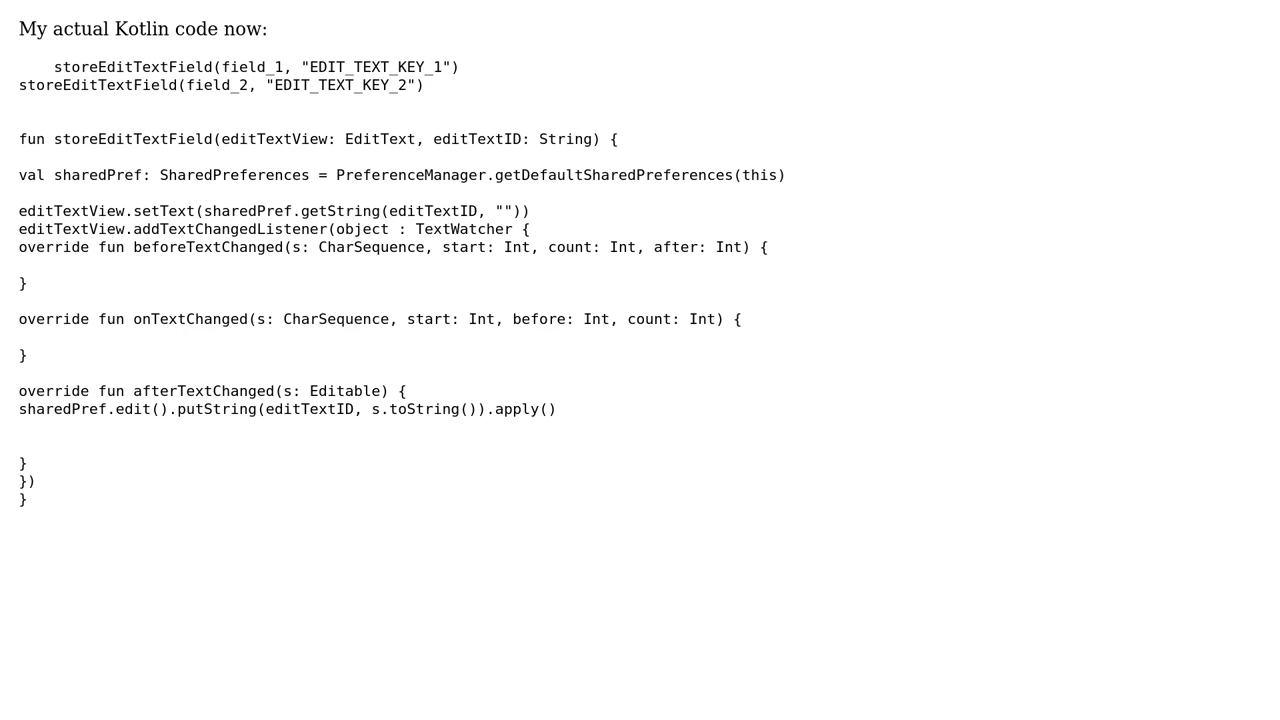 My actual Kotlin code now:
storeEditTextField(field_1, "EDIT_TEXT_KEY_1")
storeEditTextField(field_2, "EDIT_TEXT_KEY_2")
fun storeEditTextField(editTextView: EditText, editTextID: String) {
val sharedPref: SharedPreferences = PreferenceManager.getDefaultSharedPreferences(this)
editTextView.setText(sharedPref.getString(editTextID, ""))
editTextView.addTextChangedListener(object : TextWatcher {
override fun beforeTextChanged(s: CharSequence, start: Int, count: Int, after: Int) {
}
override fun onTextChanged(s: CharSequence, start: Int, before: Int, count: Int) {
}
override fun afterTextChanged(s: Editable) {
sharedPref.edit().putString(editTextID, s.toString()).apply()
}
})
}